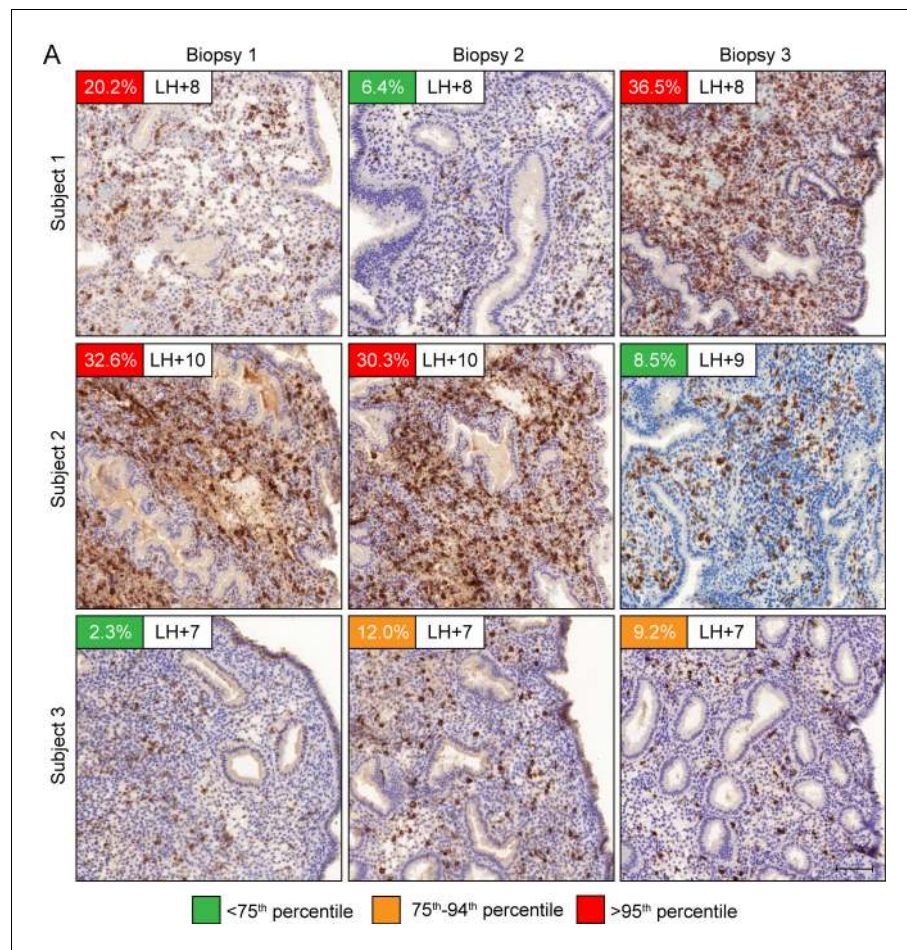 A
Biopsy 1 Biopsy 2 Biopsy 3
Subject 1
20.2% LH+8 6.4% LH+8 36.5% LH+8
Subject 2
32.6% LH+10 30.3% LH+10 8.5% LH+9
Subject 3
2.3% LH+7 12.0% LH+7 9.2% LH+7
<75th percentile 75th-94th percentile >95th percentile